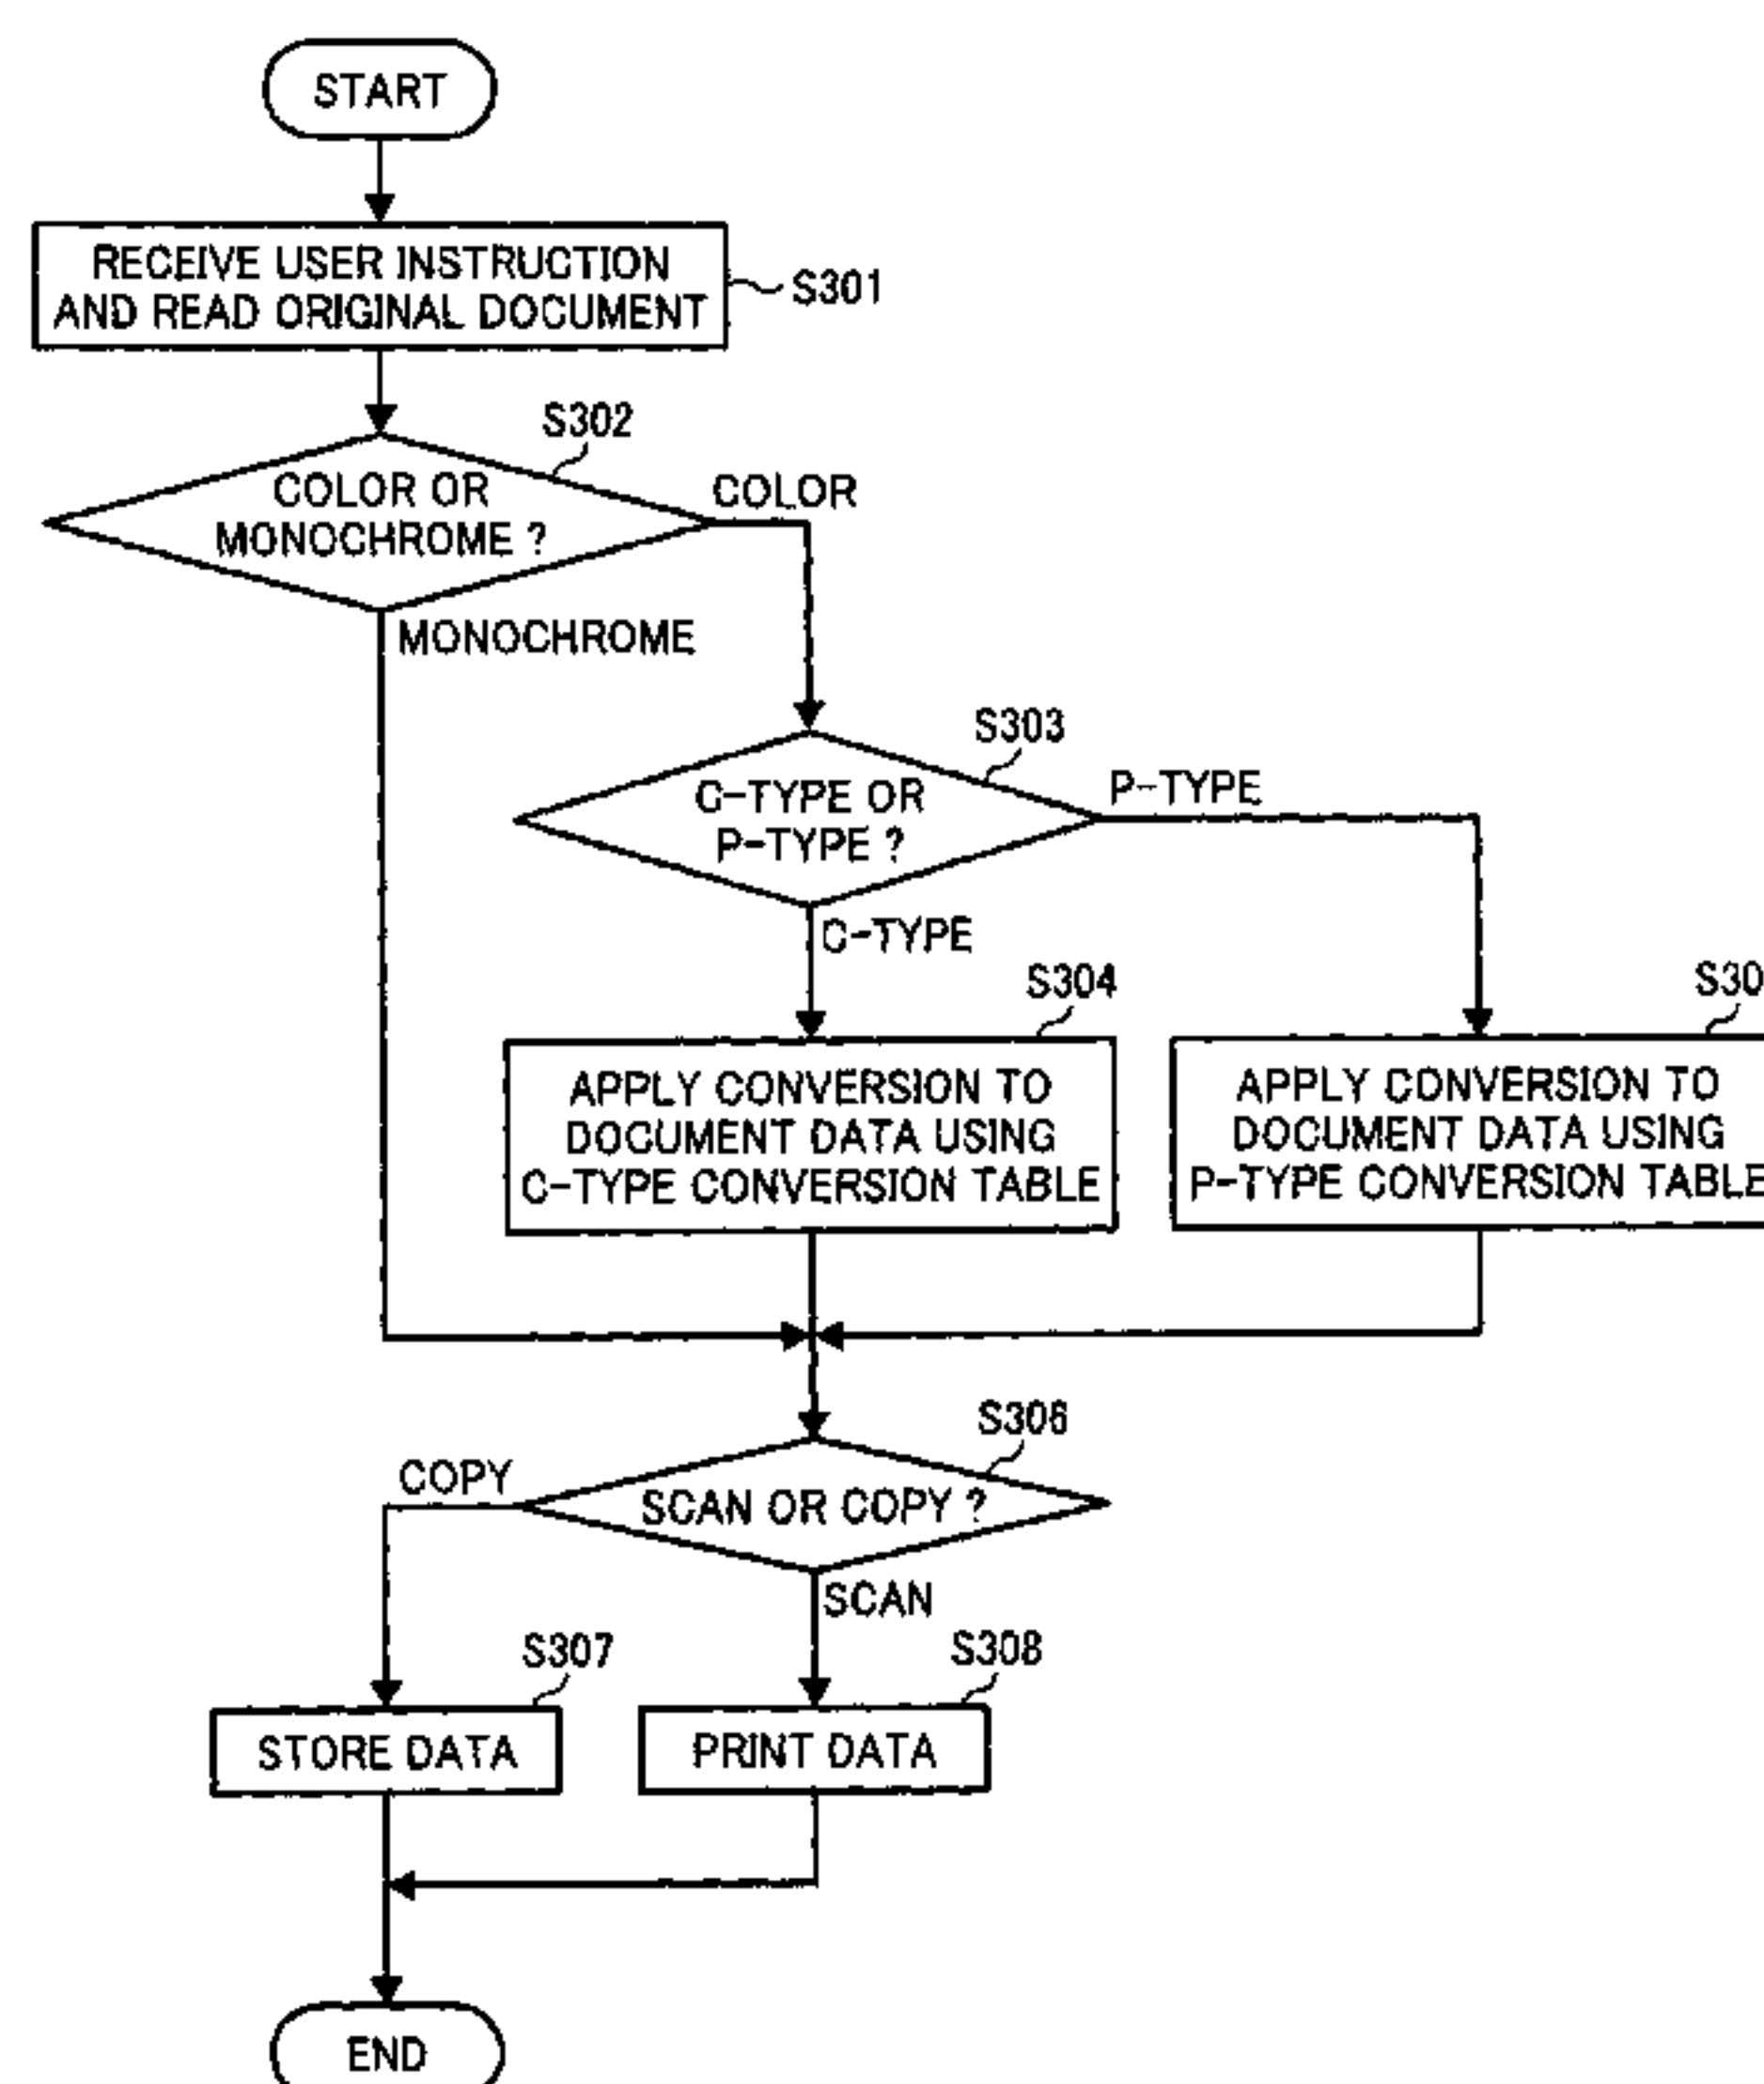 START
RECEIVE USER INSTRUCTION
AND READ ORIGINAL DOCUMENT
S301
S302
COLOR OR
MONOCHROME ?
COLOR
MONOCHROME
S303
C-TYPE OR
P-TYPE ?
P-TYPE
C-TYPE
S304
APPLY CONVERSION TO
DOCUMENT DATA USING
C-TYPE CONVERSION TABLE
S30
APPLY CONVERSION TO
DOCUMENT DATA USING
P-TYPE CONVERSION TABLE
S306
SCAN OR COPY ?
COPY
SCAN
S307
STORE DATA
S308
PRINT DATA
END